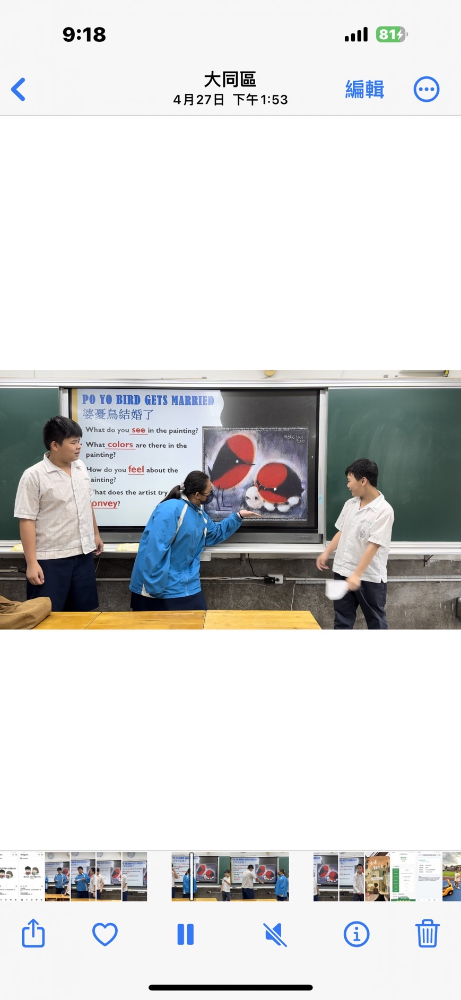 9:18
81
大同區
4月27日 下午1:53
編輯
PO YO BIRD GETS MARRIED
婆憂鳥結婚了
What do you see in the painting?
What colors are there in the
painting?
How do you feel about the
ainting?
hat does the artist try
onvey?